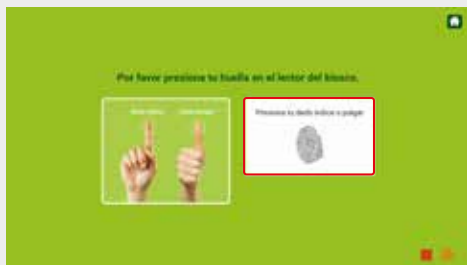 Por favor presiona tu huella en el lector del kiosco.
Presiona tu dedo índice o pulgar